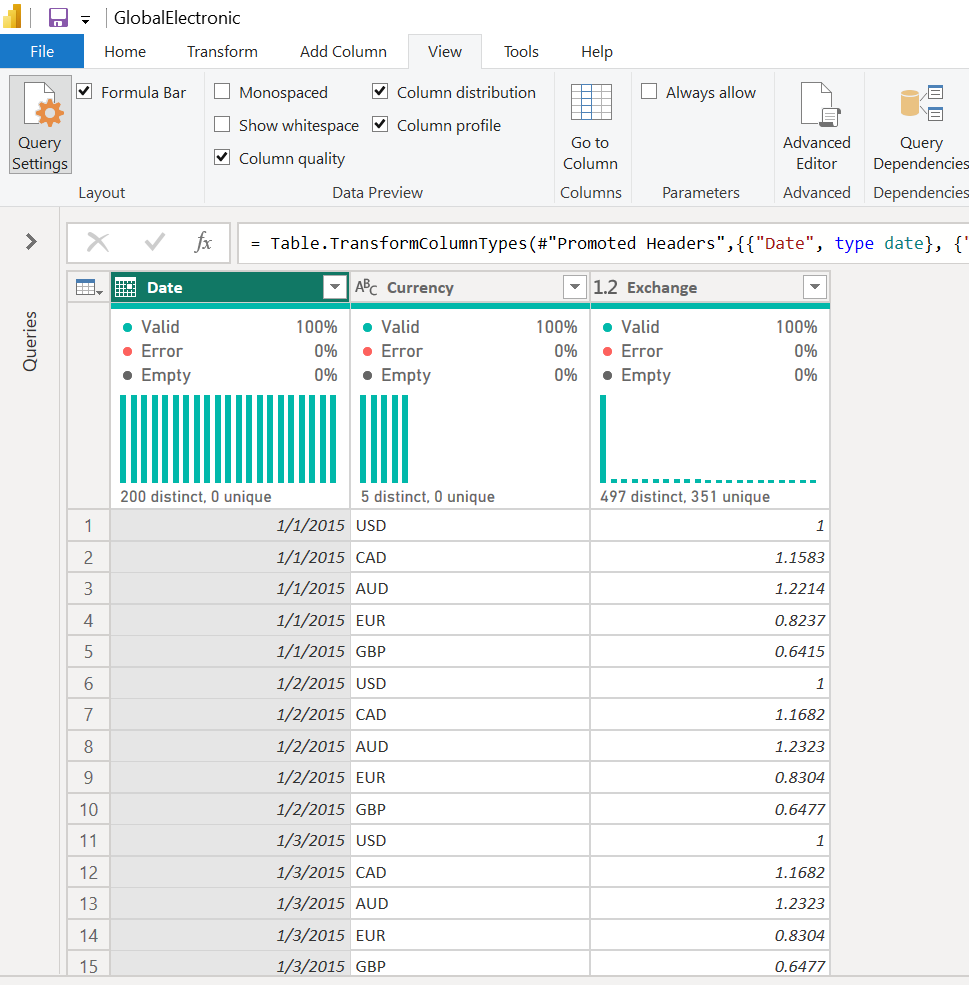 GlobalElectronic
File Home Transform Add Column View Tools Help
Query Settings
Formula Bar
Layout
Monospaced
Show whitespace
Column quality
Column distribution
Column profile
Data Preview
Go to Column
Columns
Always allow
Parameters
Advanced Editor
Advanced
Query Dependencies
Dependencies
fx = Table.TransformColumnTypes(#"Promoted Headers",{{"Date", type date}, {"
Queries
Date ABC Currency 1.2 Exchange
Valid 100% Valid 100% Valid 100%
Error 0% Error 0% Error 0%
Empty 0% Empty 0% Empty 0%
200 distinct, 0 unique 5 distinct, 0 unique 497 distinct, 351 unique
1 1/1/2015 USD 1
2 1/1/2015 CAD 1.1583
3 1/1/2015 AUD 1.2214
4 1/1/2015 EUR 0.8237
5 1/1/2015 GBP 0.6415
6 1/2/2015 USD 1
7 1/2/2015 CAD 1.1682
8 1/2/2015 AUD 1.2323
9 1/2/2015 EUR 0.8304
10 1/2/2015 GBP 0.6477
11 1/3/2015 USD 1
12 1/3/2015 CAD 1.1682
13 1/3/2015 AUD 1.2323
14 1/3/2015 EUR 0.8304
15 1/3/2015 GBP 0.6477